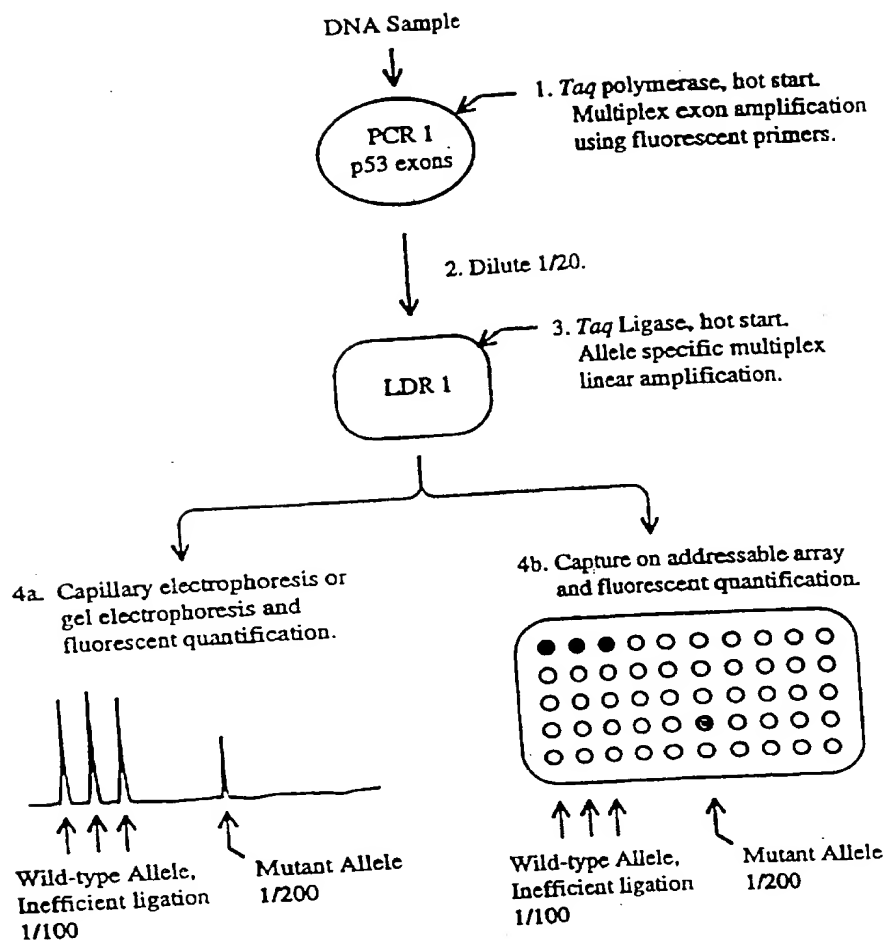 DNA Sample
1. Taq polymerase, hot start.
Multiplex exon amplification
using fluorescent primers.
PCR 1
p53 exons
2. Dilute 1/20.
3. Taq Ligase, hot start.
Allele specific multiplex
linear amplification.
LDR 1
4a. Capillary electrophoresis or
gel electrophoresis and
fluorescent quantification.
4b. Capture on addressable array
and fluorescent quantification.
Wild-type Allele,
Inefficient ligation
1/100
Mutant Allele
1/200
Wild-type Allele,
Inefficient ligation
1/100
Mutant Allele
1/200